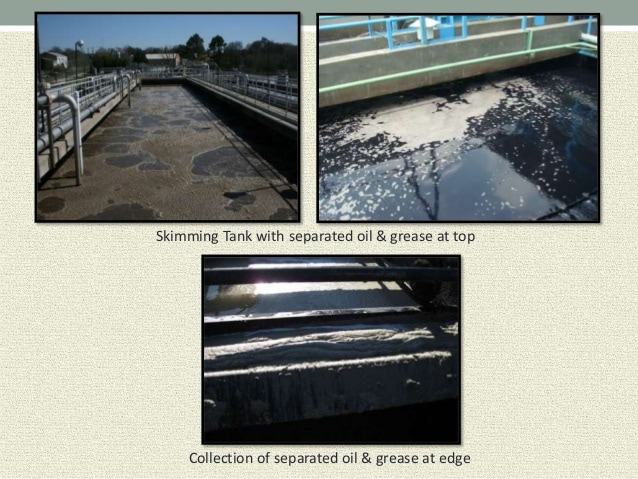 Skimming Tank with separated oil & grease at top
Collection of separated oil & grease at edge